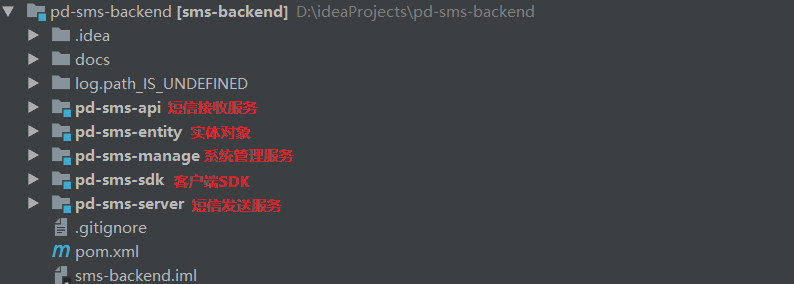 pd-sms-backend [sms-backend] D:\ideaProjects\pd-sms-backend
.idea
docs
log.path_IS_UNDEFINED
pd-sms-api 短信接收服务
pd-sms-entity 实体对象
pd-sms-manage 系统管理服务
pd-sms-sdk 客户端SDK
pd-sms-server 短信发送服务
.gitignore
m pom.xml
sms-backend.iml